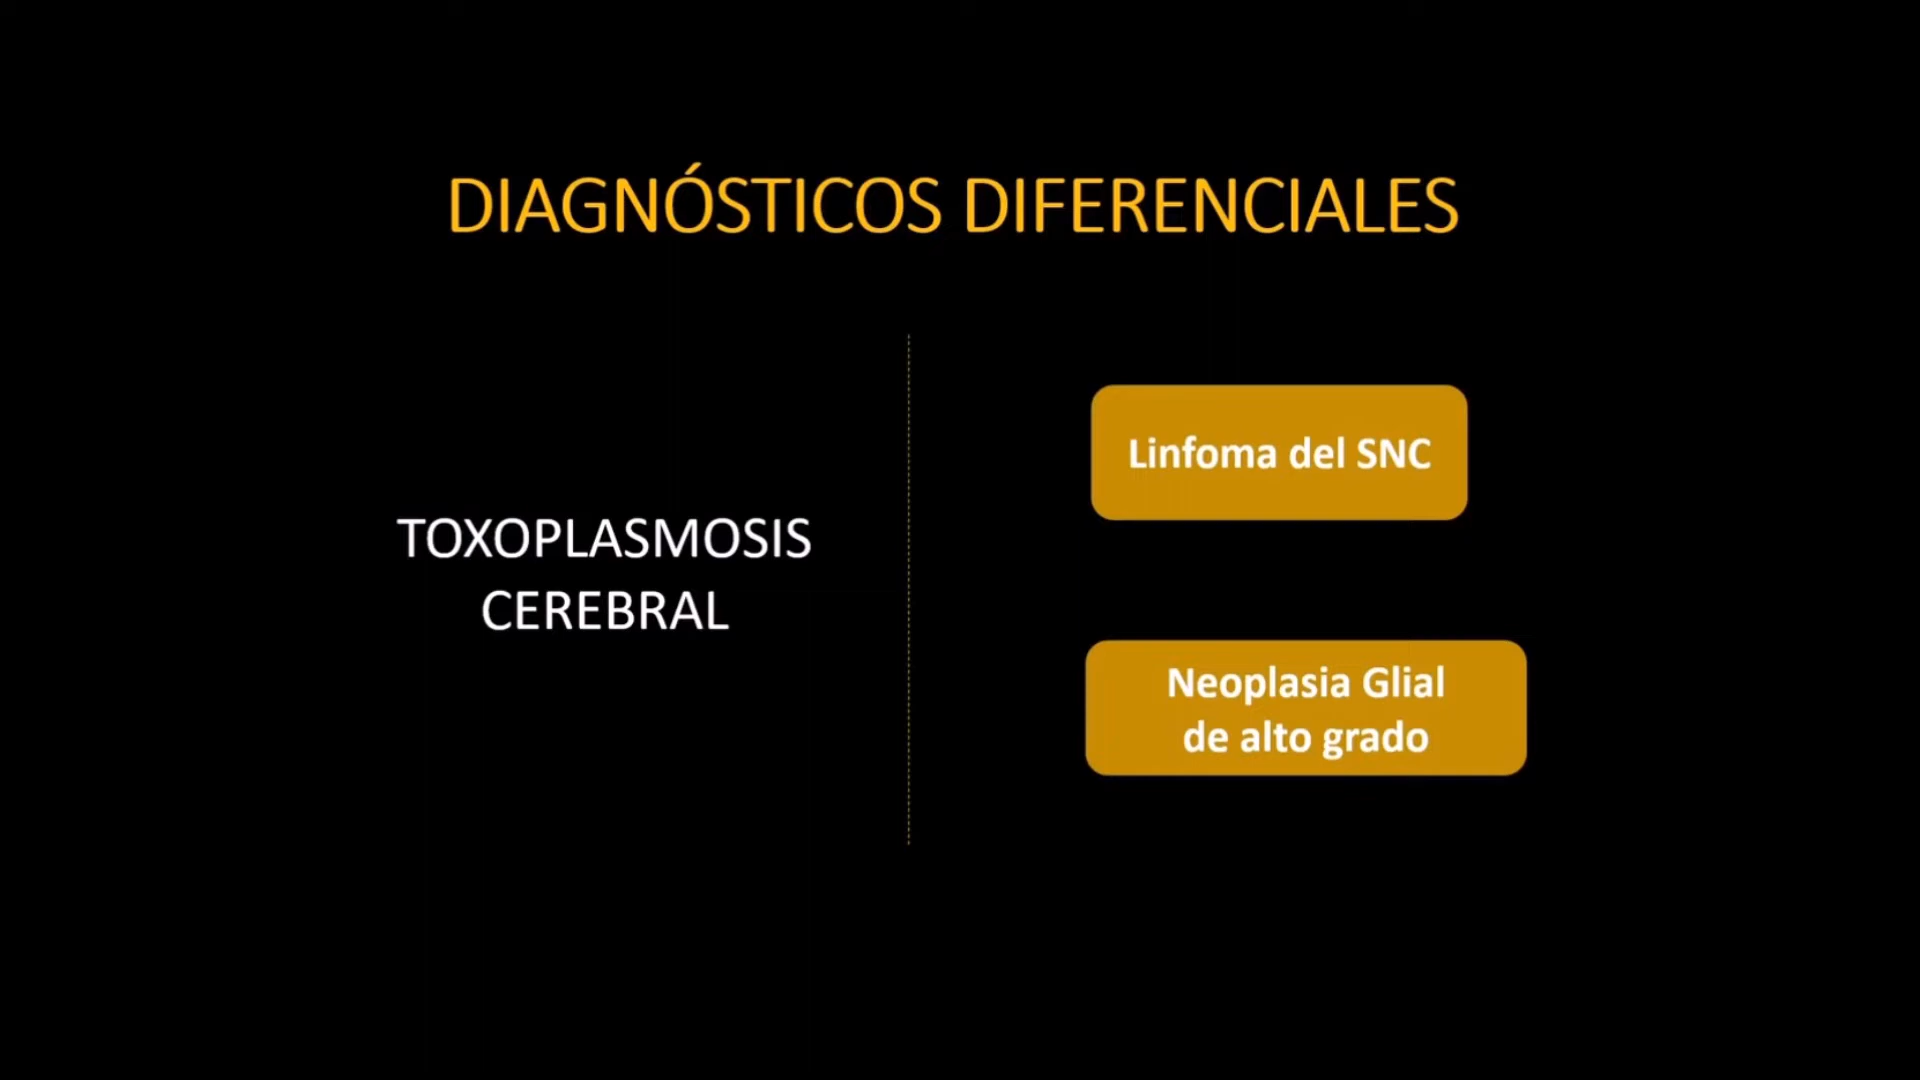 DIAGNÓSTICOS DIFERENCIALES
TOXOPLASMOSIS
CEREBRAL
Linfoma del SNC
Neoplasia Glial
de alto grado